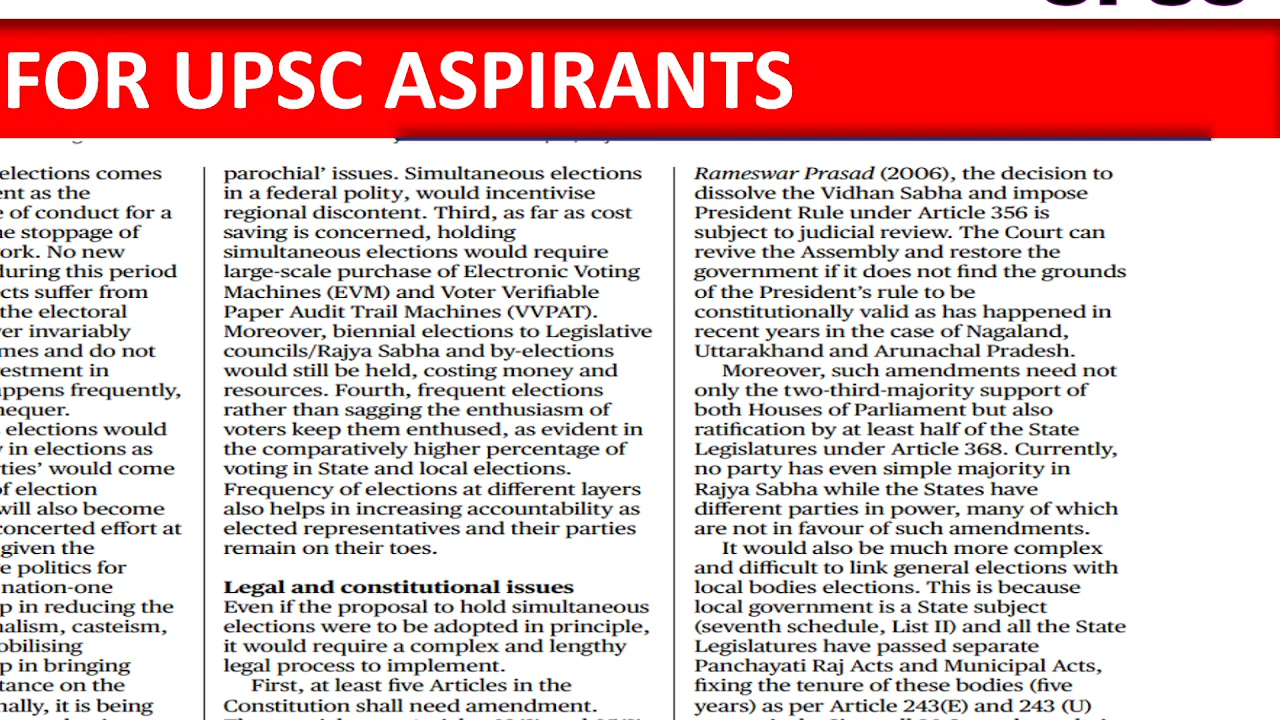 FOR UPSC ASPIRANTS
elections comes
ent as the
of conduct for a
stoppage of
work. No new
during this period
cts suffer from
the electoral
invariably
mes and do not
estment in
appens frequently,
hequer.
elections would
in elections as
ties’ would come
of election
will also become
concerted effort at
given the
politics for
nation-one
p in reducing the
nalism, casteism,
obilising
p in bringing
tance on the
nally, it is being
parochial’ issues. Simultaneous elections
in a federal polity, would incentivise
regional discontent. Third, as far as cost
saving is concerned, holding
simultaneous elections would require
large-scale purchase of Electronic Voting
Machines (EVM) and Voter Verifiable
Paper Audit Trail Machines (VVPAT).
Moreover, biennial elections to Legislative
councils/Rajya Sabha and by-elections
would still be held, costing money and
resources. Fourth, frequent elections
rather than sagging the enthusiasm of
voters keep them enthused, as evident in
the comparatively higher percentage of
voting in State and local elections.
Frequency of elections at different layers
also helps in increasing accountability as
elected representatives and their parties
remain on their toes.
Legal and constitutional issues
Even if the proposal to hold simultaneous
elections were to be adopted in principle,
it would require a complex and lengthy
legal process to implement.
First, at least five Articles in the
Constitution shall need amendment.
Rameswar Prasad (2006), the decision to
dissolve the Vidhan Sabha and impose
President Rule under Article 356 is
subject to judicial review. The Court can
revive the Assembly and restore the
government if it does not find the grounds
of the President’s rule to be
constitutionally valid as has happened in
recent years in the case of Nagaland,
Uttarakhand and Arunachal Pradesh.
Moreover, such amendments need not
only the two-third-majority support of
both Houses of Parliament but also
ratification by at least half of the State
Legislatures under Article 368. Currently,
no party has even simple majority in
Rajya Sabha while the States have
different parties in power, many of which
are not in favour of such amendments.
It would also be much more complex
and difficult to link general elections with
local bodies elections. This is because
local government is a State subject
(seventh schedule, List II) and all the State
Legislatures have passed separate
Panchayati Raj Acts and Municipal Acts,
fixing the tenure of these bodies (five
years) as per Article 243(E) and 243 (U)